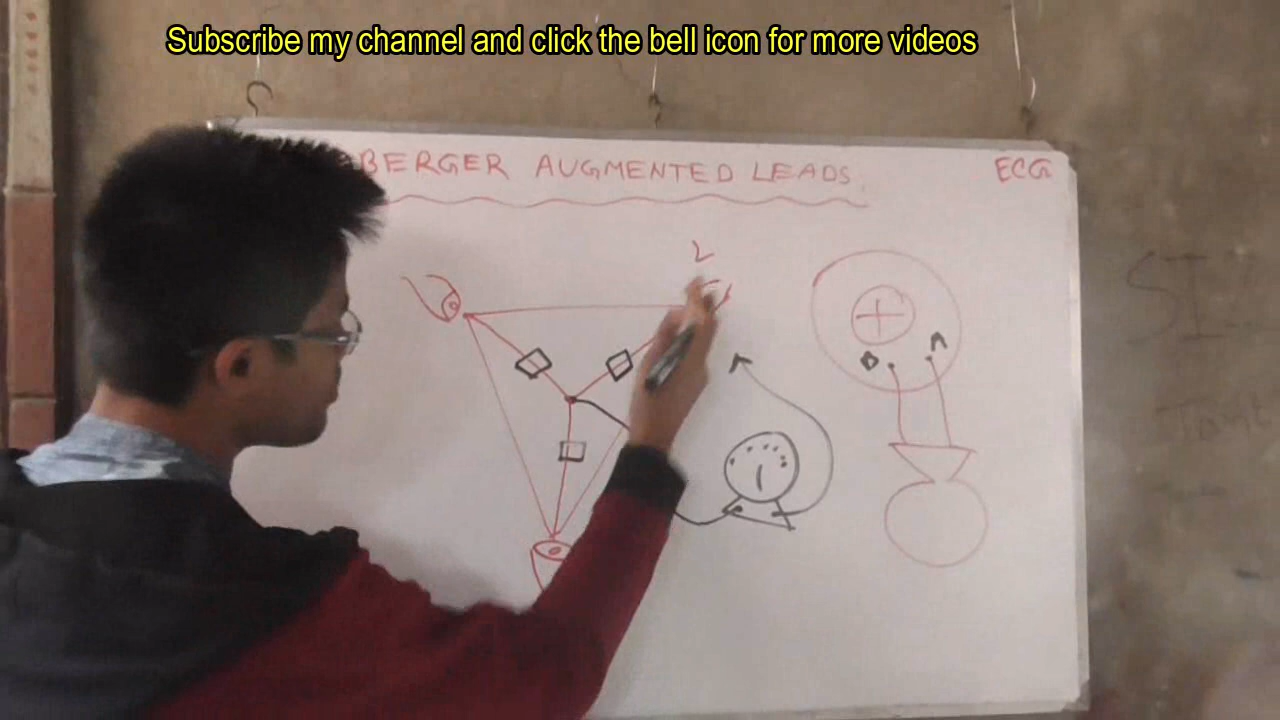 Subscribe my channel and click the bell icon for more videos
BERGER AUGMENTED LEADS
ECG
L
B
A